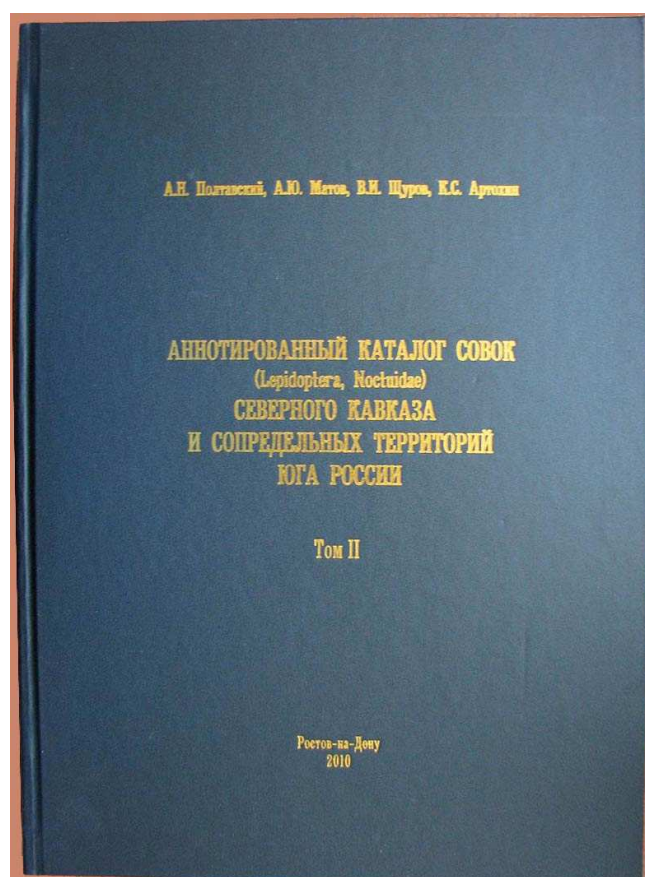 А.Н. Полтавский, А.Ю. Матов, В.И. Щуров, К.С. Артохин
АННОТИРОВАННЫЙ КАТАЛОГ СОВОК
(Lepidoptera, Noctuidae)
СЕВЕРНОГО КАВКАЗА
И СОПРЕДЕЛЬНЫХ ТЕРРИТОРИЙ
ЮГА РОССИИ
Том II
Ростов-на-Дону
2010